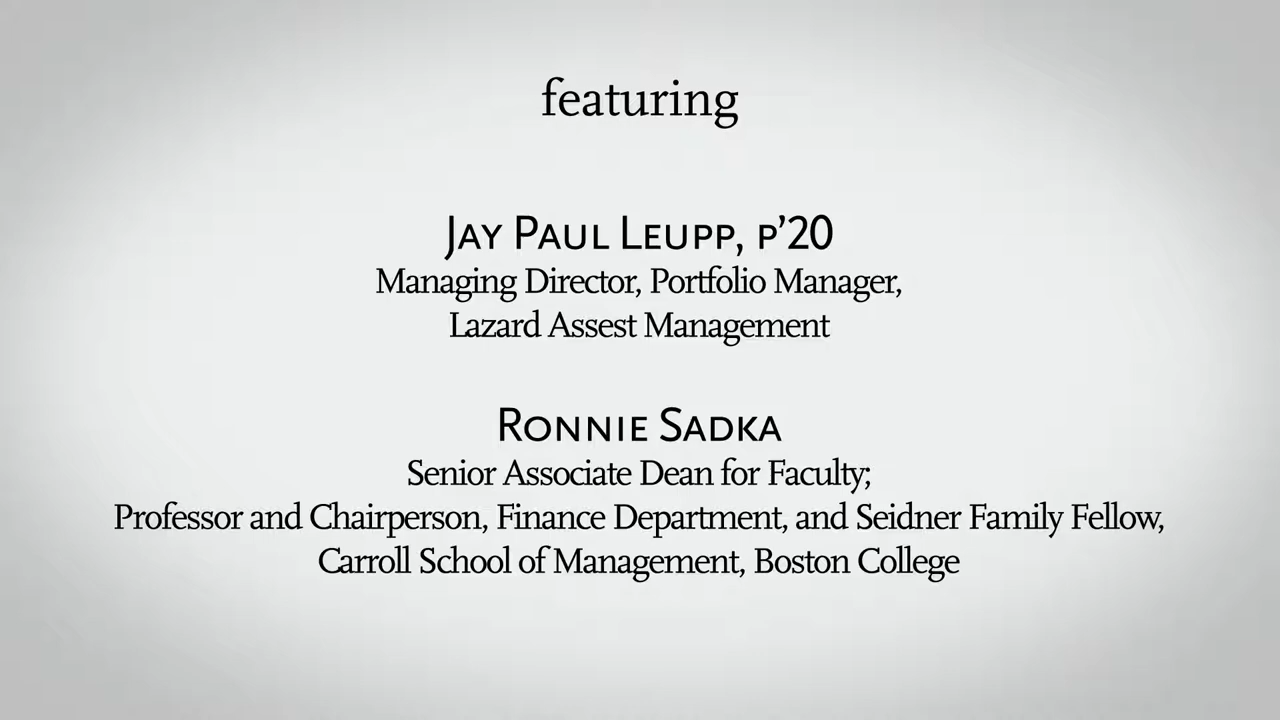 featuring
Jay Paul Leupp, p’20
Managing Director, Portfolio Manager,
Lazard Assest Management
Ronnie Sadka
Senior Associate Dean for Faculty;
Professor and Chairperson, Finance Department, and Seidner Family Fellow,
Carroll School of Management, Boston College